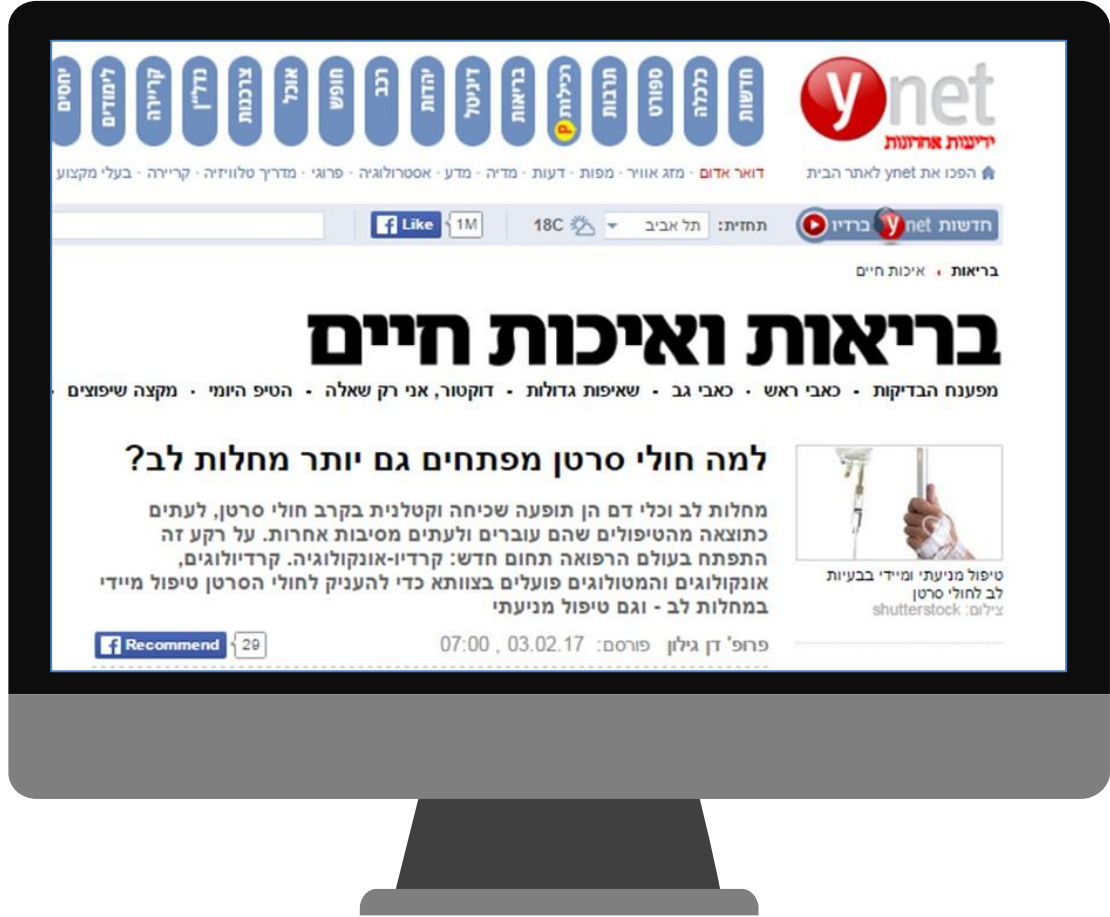 ynet
ידיעות אחרונות
הפכו את ynet לאתר הבית
חדשות
כלכלה
ספורט
תרבות
רכילות
בריאות
דיגיטל
יהדות
רכב
חופש
אוכל
צרכנות
נדל"ין
קריירה
לימודים
יחסים
דואר אדום · מזג אוויר · מפות · דעות · מדיה · מדע · אסטרולוגיה · פרוגי · מדריך טלוויזיה · קריירה · בעלי מקצוע
חדשות ynet ברדיו
תחזית: תל אביב 18C
Like 1M
בריאות איכות חיים
בריאות ואיכות חיים
מפענח הבדיקות - כאבי ראש · כאבי גב - שאיפות גדולות - דוקטור, אני רק שאלה - הטיפ היומי · מקצה שיפוצים
למה חולי סרטן מפתחים גם יותר מחלות לב?
מחלות לב וכלי דם הן תופעה שכיחה וקטלנית בקרב חולי סרטן, לעתים
כתוצאה מהטיפולים שהם עוברים ולעתים מסיבות אחרות. על רקע זה
התפתח בעולם הרפואה תחום חדש: קרדיו-אונקולוגיה. קרדיולוגים,
אונקולוגים והמטולוגים פועלים בצוותא כדי להעניק לחולי הסרטן טיפול מיידי
במחלות לב - וגם טיפול מניעתי
פרופ' דן גילון פורסם: 03.02.17 , 07:00
Recommend 29
טיפול מניעתי ומיידי בבעיות
לב לחולי סרטן
צילום: shutterstock